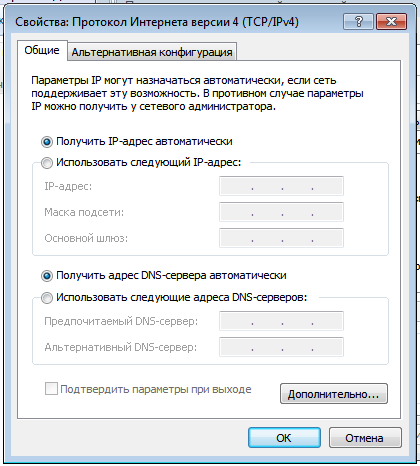 Свойства: Протокол Интернета версии 4 (TCP/IPv4)
Общие Альтернативная конфигурация
Параметры IP могут назначаться автоматически, если сеть
поддерживает эту возможность. В противном случае параметры
IP можно получить у сетевого администратора.
Получить IP-адрес автоматически
Использовать следующий IP-адрес:
IP-адрес:
Маска подсети:
Основной шлюз:
Получить адрес DNS-сервера автоматически
Использовать следующие адреса DNS-серверов:
Предпочитаемый DNS-сервер:
Альтернативный DNS-сервер:
Подтвердить параметры при выходе
Дополнительно...
ОК Отмена